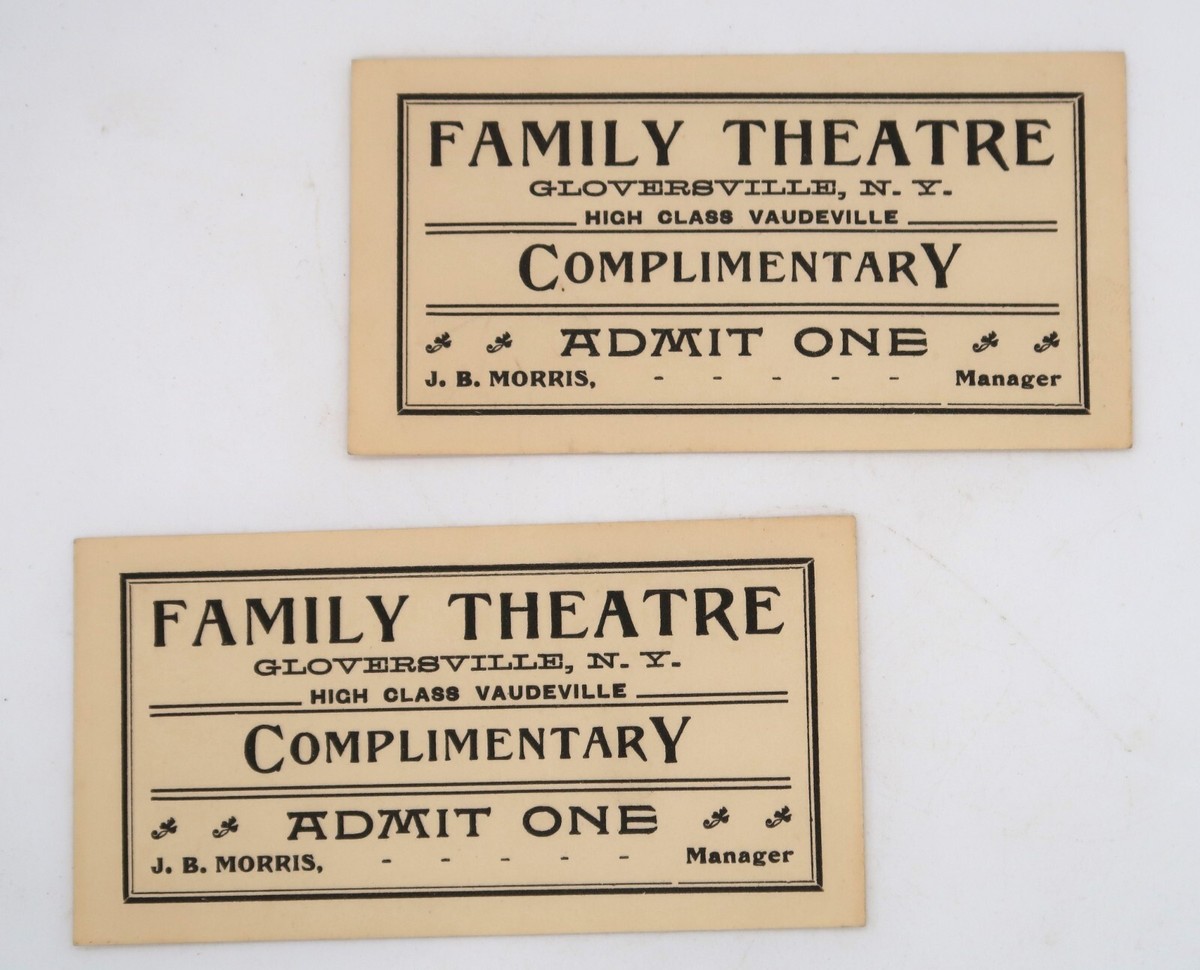 FAMILY THEATRE
GLOVERSVILLE, N. Y.
HIGH CLASS VAUDEVILLE
COMPLIMENTARY
ADMIT ONE
J. B. MORRIS, - - - - - Manager
FAMILY THEATRE
GLOVERSVILLE, N. Y.
HIGH CLASS VAUDEVILLE
COMPLIMENTARY
ADMIT ONE
J. B. MORRIS, - - - - - Manager